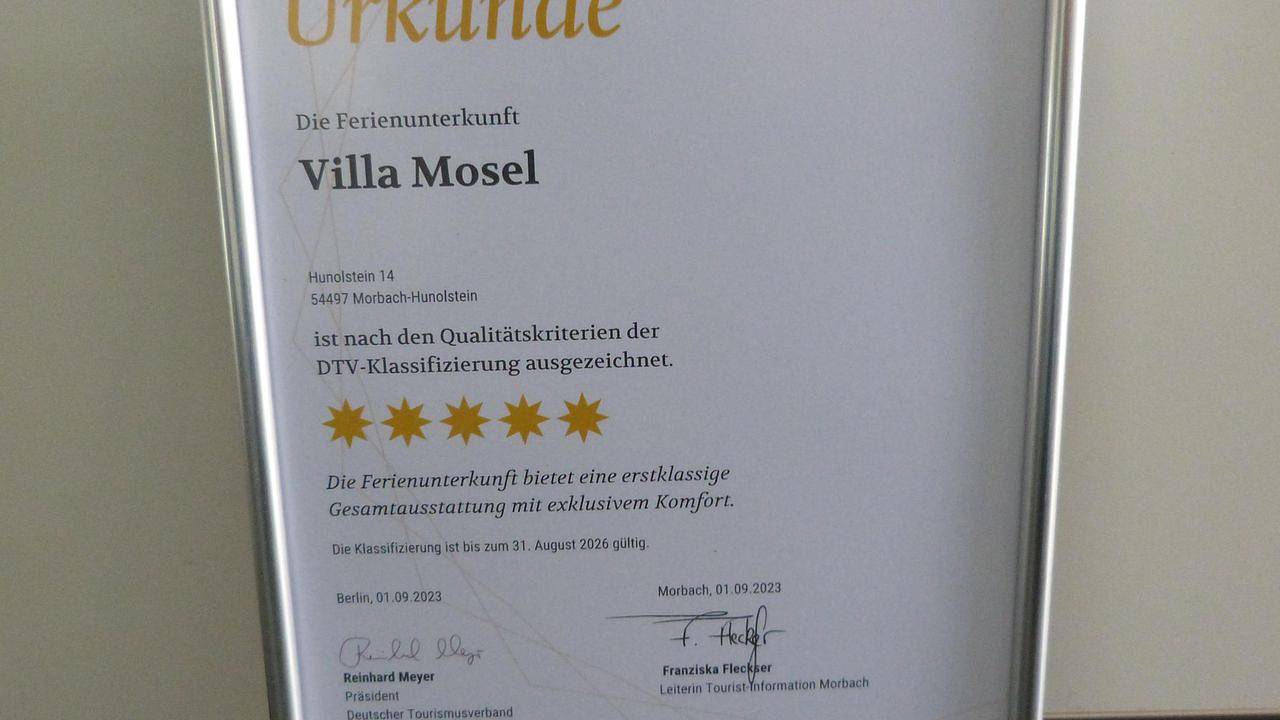 Urkunde
Die Ferienunterkunft
Villa Mosel
Hunolstein 14
54497 Morbach-Hunolstein
ist nach den Qualitätskriterien der
DTV-Klassifizierung ausgezeichnet.
Die Ferienunterkunft bietet eine erstklassige
Gesamtausstattung mit exklusivem Komfort.
Die Klassifizierung ist bis zum 31. August 2026 gültig.
Berlin, 01.09.2023
Reinhard Meyer
Präsident
Deutscher Tourismusverband
Morbach, 01.09.2023
F. Fleckser
Franziska Fleckser
Leiterin Tourist-Information Morbach